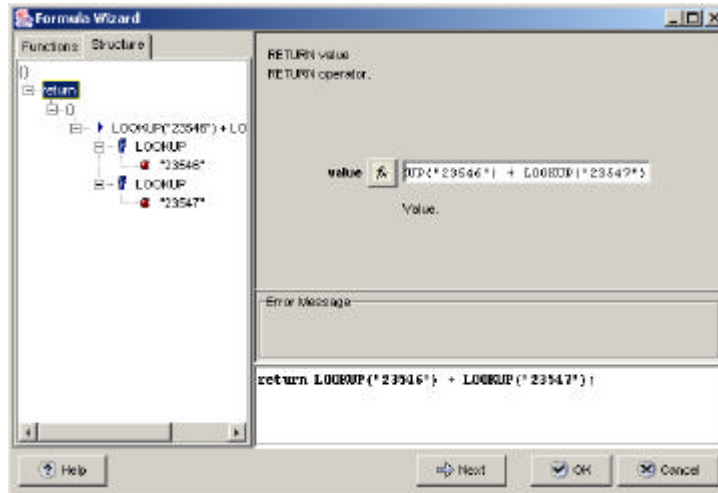 Formula Wizard
Functions Structure
()
return
()
LOOKUP("23546") + LO
LOOKUP
"23546"
LOOKUP
"23547"
RETURN value
RETURN operator.
value fx UP("23546") + LOOKUP("23547")
Value.
Error Message
return LOOKUP("23546") + LOOKUP("23547");
? Help
Next
OK
Cancel